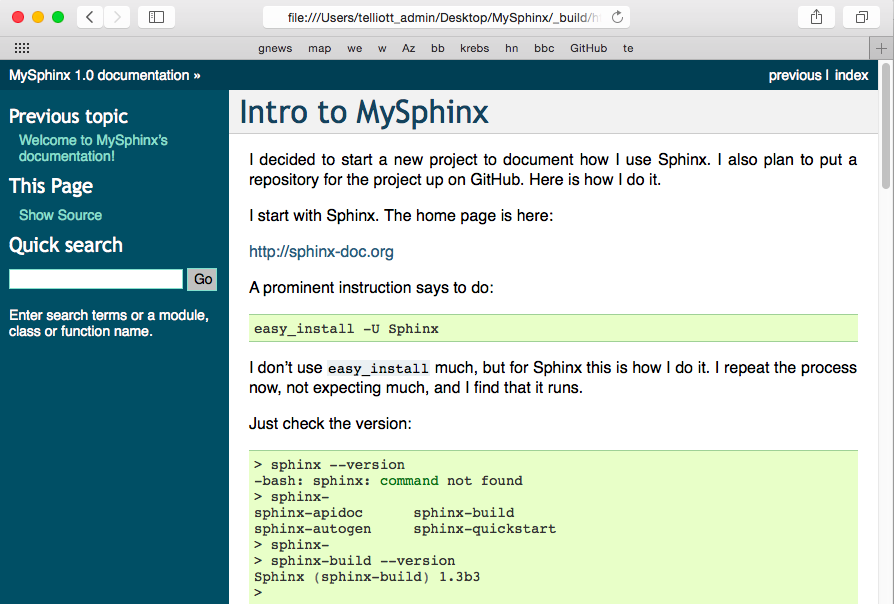 file:///Users/telliott_admin/Desktop/MySphinx/_build/h
gnews map we w Az bb krebs hn bbc GitHub te
MySphinx 1.0 documentation » previous | index
Previous topic
Welcome to MySphinx's
documentation!
This Page
Show Source
Quick search
Go
Enter search terms or a module,
class or function name.
Intro to MySphinx
I decided to start a new project to document how I use Sphinx. I also plan to put a
repository for the project up on GitHub. Here is how I do it.
I start with Sphinx. The home page is here:
http://sphinx-doc.org
A prominent instruction says to do:
easy_install -U Sphinx
I don't use easy_install much, but for Sphinx this is how I do it. I repeat the process
now, not expecting much, and I find that it runs.
Just check the version:
> sphinx --version
-bash: sphinx: command not found
> sphinx-
sphinx-apidoc sphinx-build
sphinx-autogen sphinx-quickstart
> sphinx-
> sphinx-build --version
Sphinx (sphinx-build) 1.3b3
>